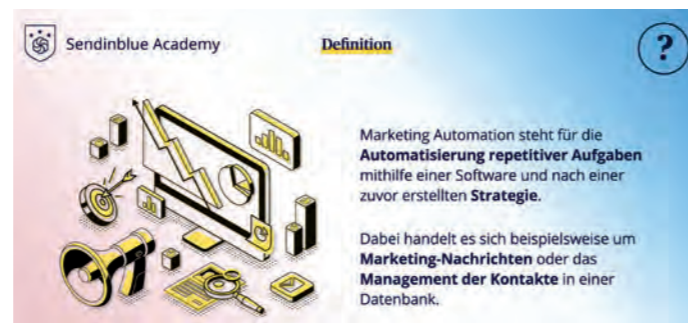 Sendinblue Academy
Definition
?
Marketing Automation steht für die
Automatisierung repetitiver Aufgaben
mithilfe einer Software und nach einer
zuvor erstellten Strategie.
Dabei handelt es sich beispielsweise um
Marketing-Nachrichten oder das
Management der Kontakte in einer
Datenbank.